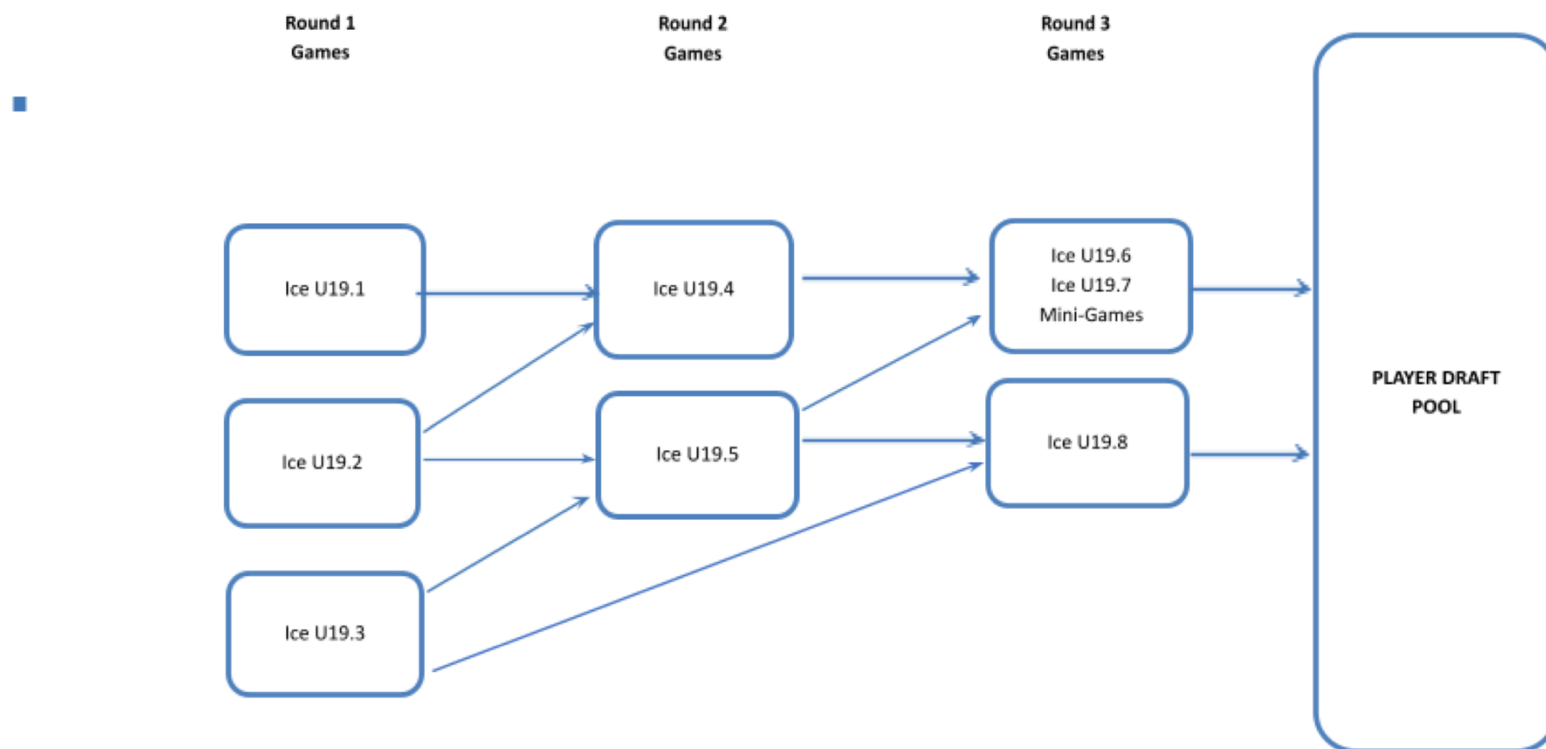 Round 1
Games
Round 2
Games
Round 3
Games
Ice U19.1
Ice U19.4
Ice U19.6
Ice U19.7
Mini-Games
Ice U19.2
Ice U19.5
Ice U19.8
Ice U19.3
PLAYER DRAFT
POOL